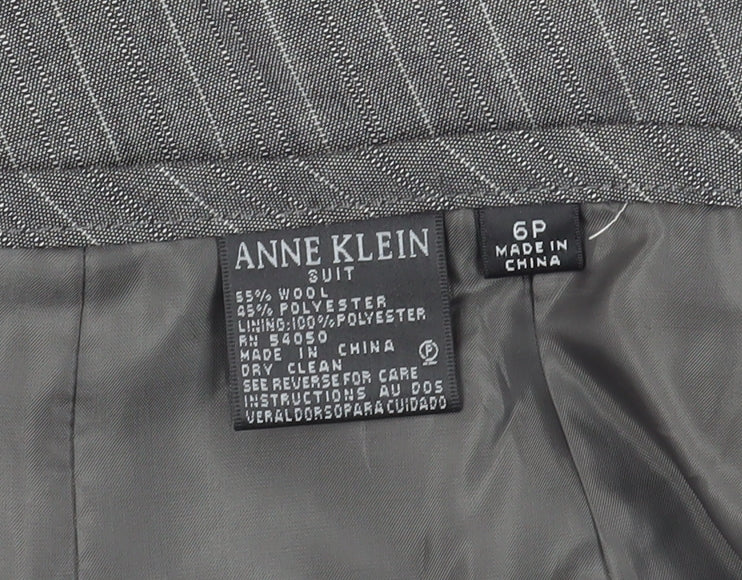 ANNE KLEIN
SUIT
55% WOOL
45% POLYESTER
LINING:100% POLYESTER
RN 54050
MADE IN CHINA
P
DRY CLEAN
SEE REVERSE FOR CARE
INSTRUCTIONS AU DOS
VERALDORSOPARACUIDADO
6P
MADE IN
CHINA